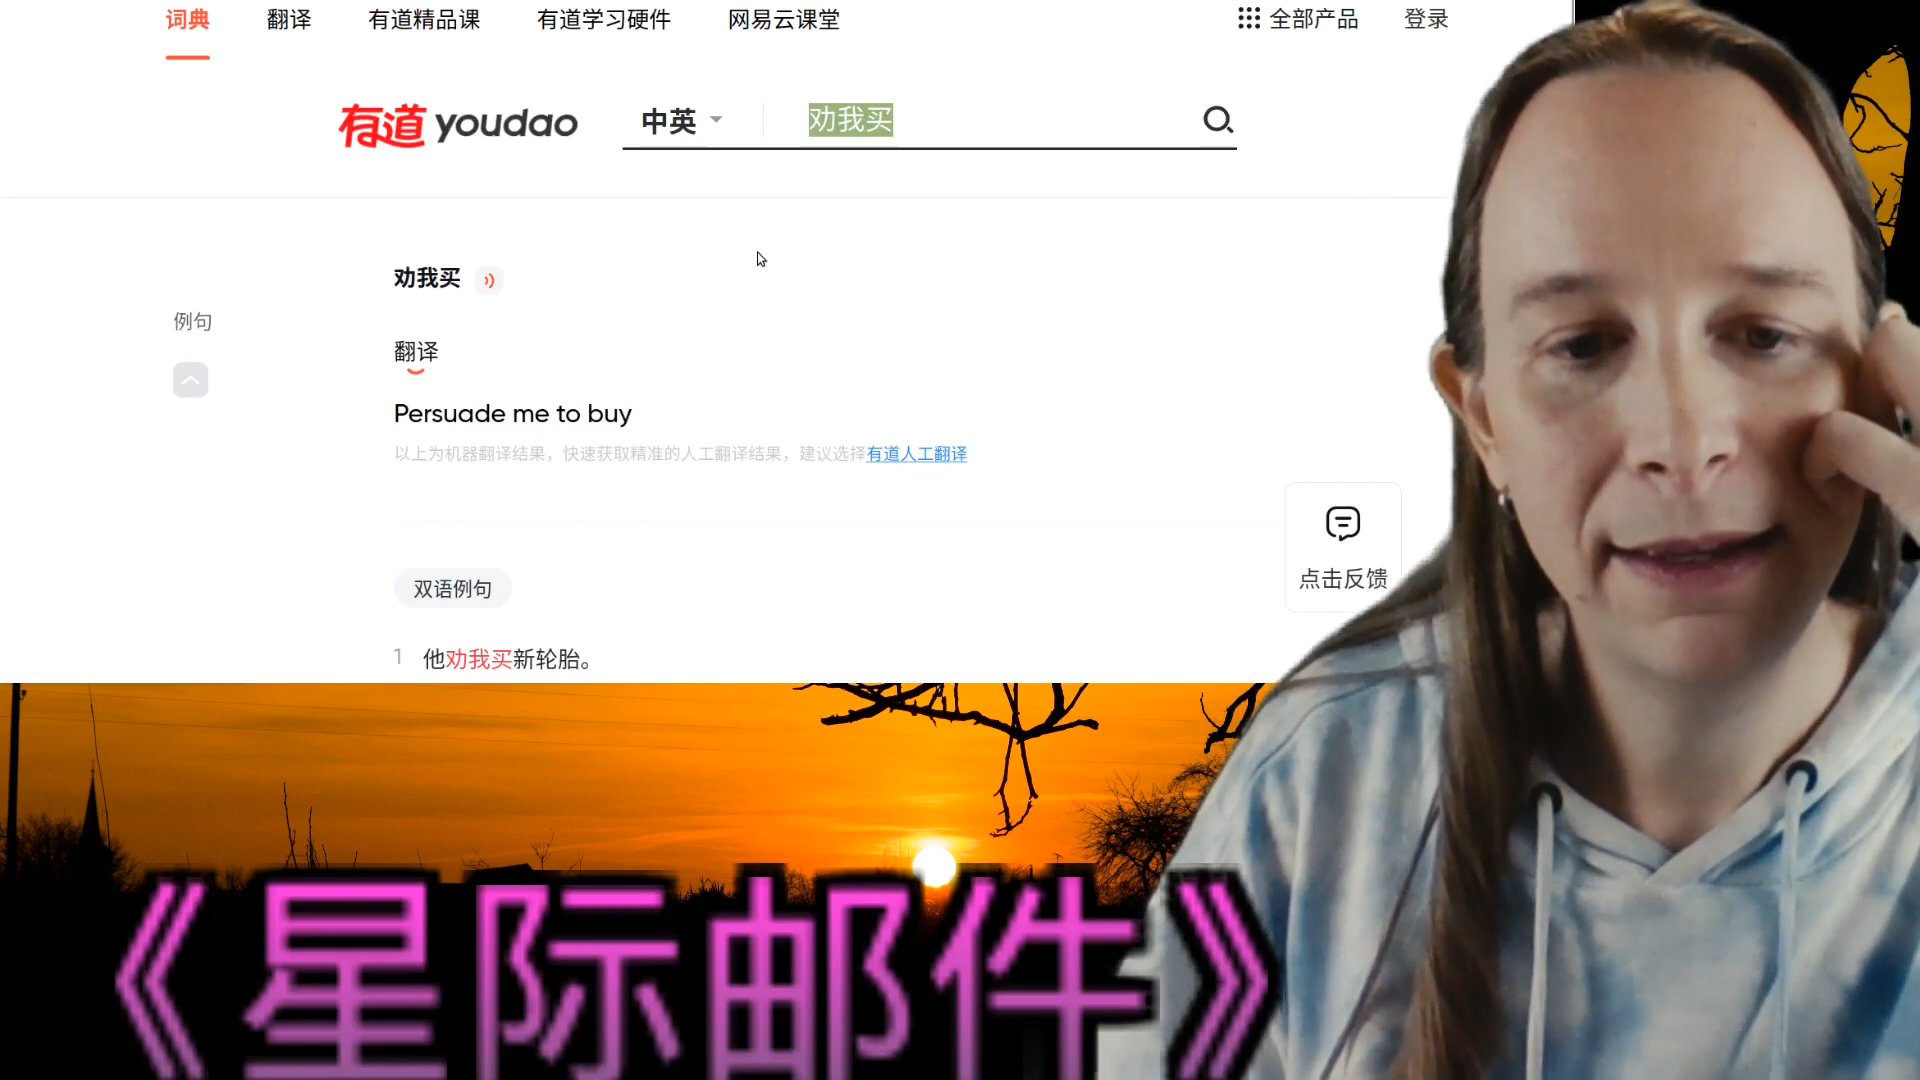 词典 翻译 有道精品课 有道学习硬件 网易云课堂 全部产品 登录
有道 youdao 中英 劝我买
劝我买
例句
翻译
Persuade me to buy
以上为机器翻译结果，快速获取精准的人工翻译结果，建议选择有道人工翻译
点击反馈
双语例句
1 他劝我买新轮胎。
《星际邮件》